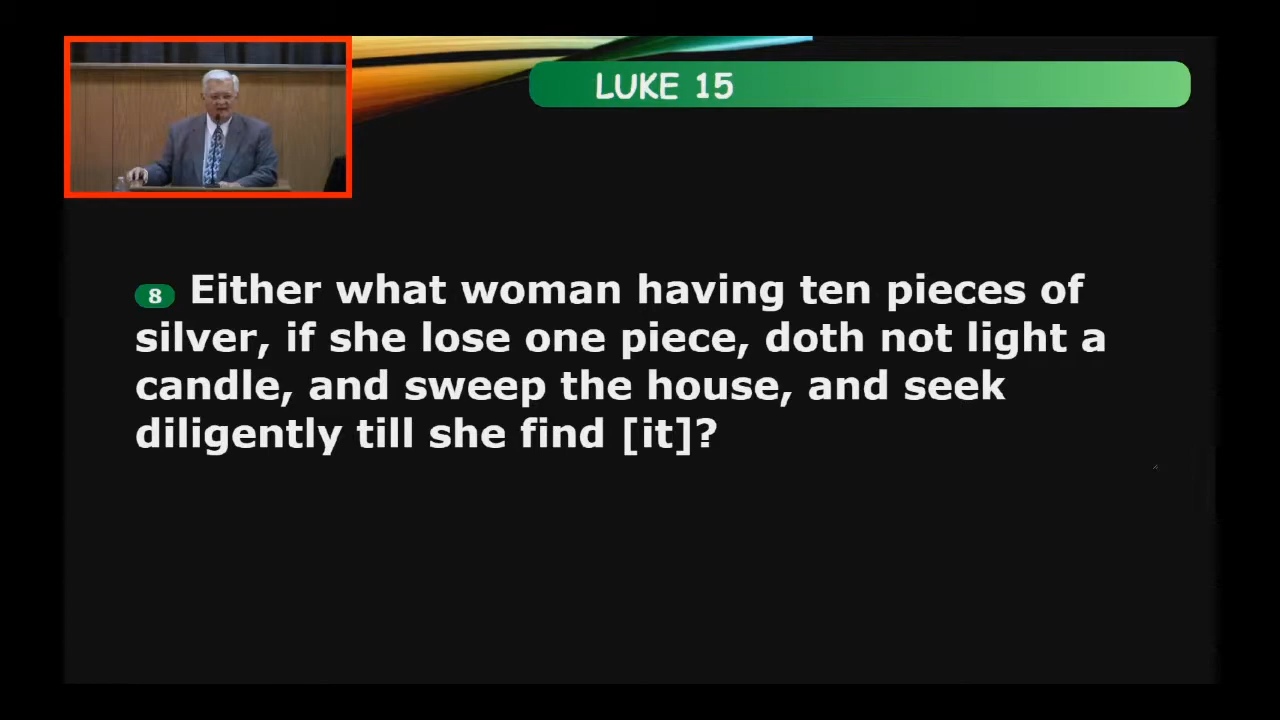 LUKE 15
8 Either what woman having ten pieces of
silver, if she lose one piece, doth not light a
candle, and sweep the house, and seek
diligently till she find [it]?